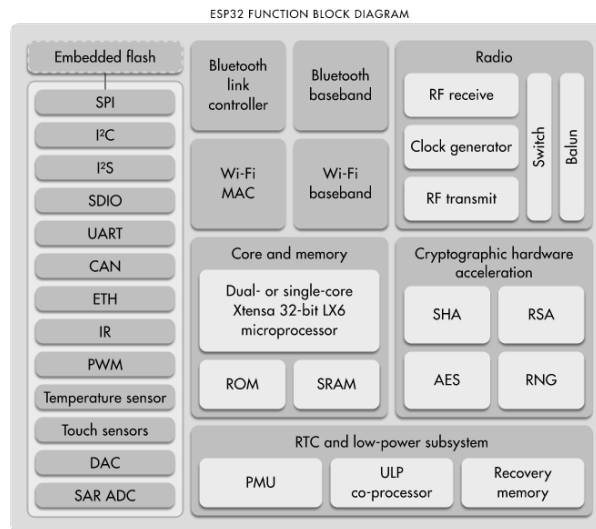 ESP32 FUNCTION BLOCK DIAGRAM
Embedded flash
SPI
I²C
I²S
SDIO
UART
CAN
ETH
IR
PWM
Temperature sensor
Touch sensors
DAC
SAR ADC
Bluetooth
link
controller
Bluetooth
baseband
Wi-Fi
MAC
Wi-Fi
baseband
Radio
RF receive
Clock generator
RF transmit
Switch
Balun
Core and memory
Dual- or single-core
Xtensa 32-bit LX6
microprocessor
ROM
SRAM
Cryptographic hardware
acceleration
SHA
RSA
AES
RNG
RTC and low-power subsystem
PMU
ULP
co-processor
Recovery
memory